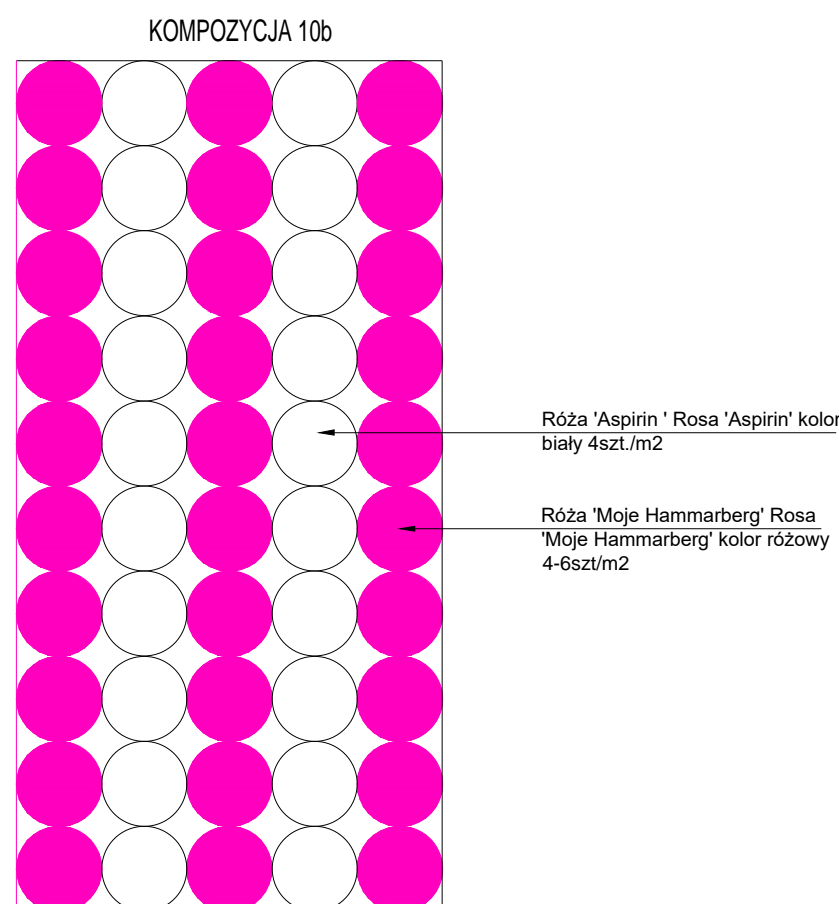 KOMPOZYCJA 10b
Róża 'Aspirin ' Rosa 'Aspirin' kolor
biały 4szt./m2
Róża 'Moje Hammarberg' Rosa
'Moje Hammarberg' kolor różowy
4-6szt/m2